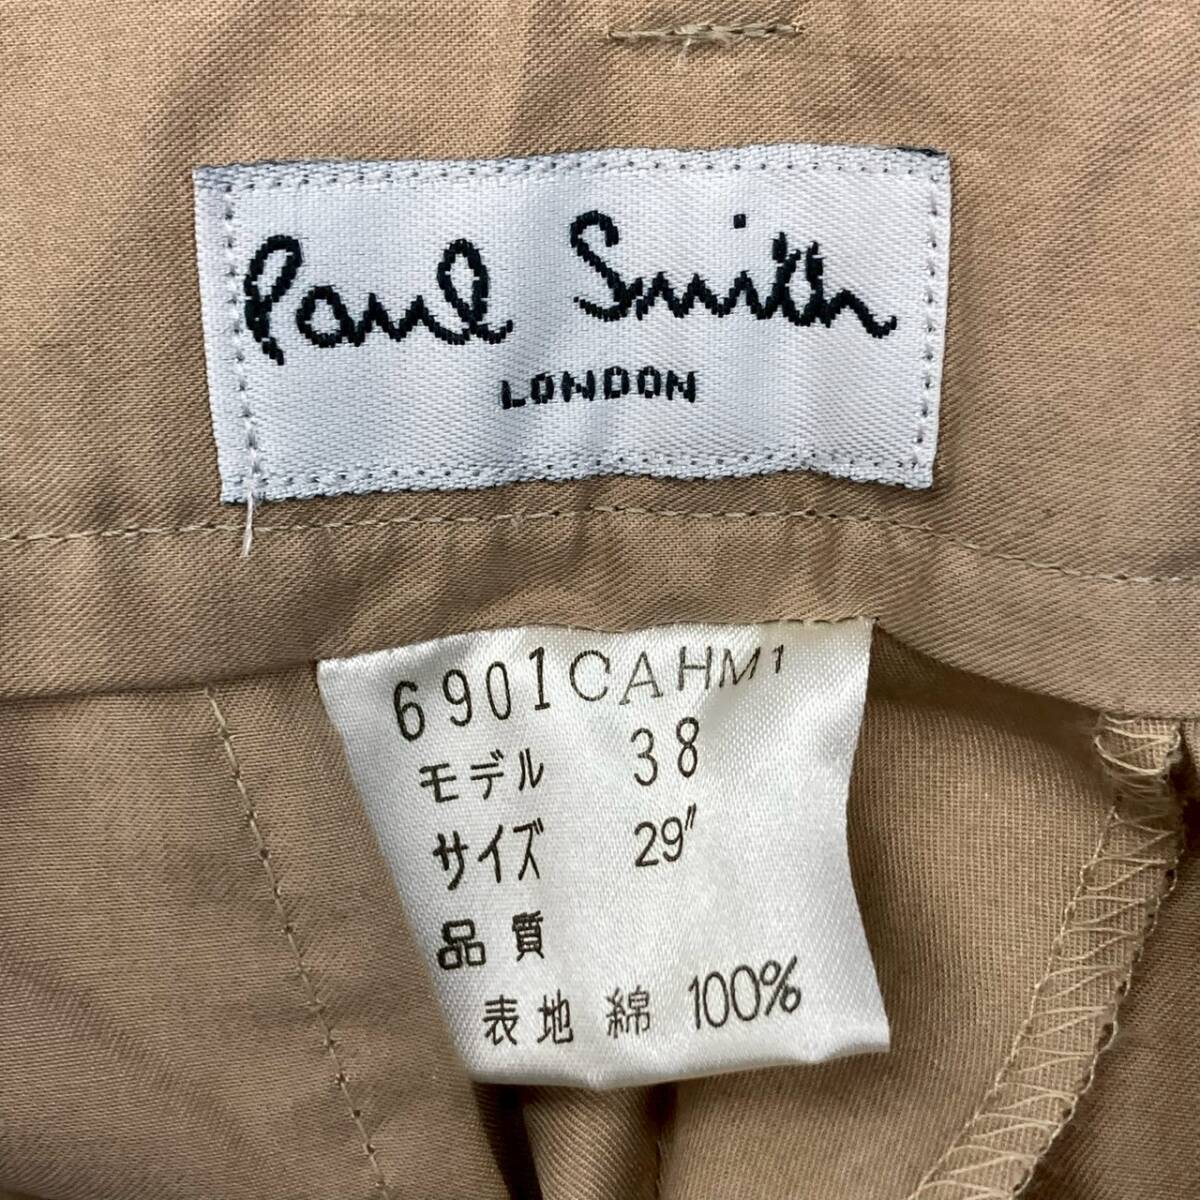 Paul Smith
LONDON
6901CAHM1
モデル 38
サイズ 29"
品質
表地 綿 100%